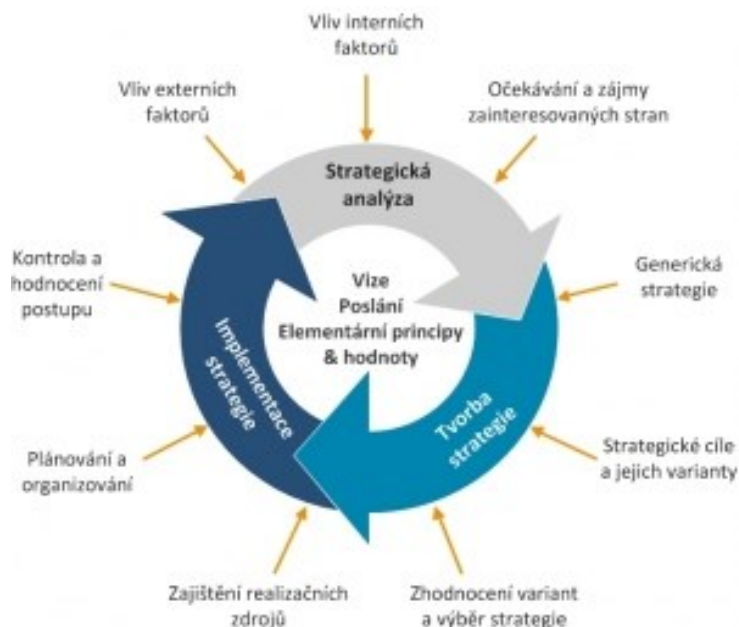 Vliv interních
faktorů
Vliv externích
faktorů
Očekávání a zájmy
zainteresovaných stran
Strategická
analýza
Kontrola a
hodnocení
postupu
Generická
strategie
Vize
Poslání
Elementární principy
& hodnoty
Implementace
strategie
Tvorba
strategie
Plánování a
organizování
Strategické cíle
a jejich varianty
Zajištění realizačních
zdrojů
Zhodnocení variant
a výběr strategie